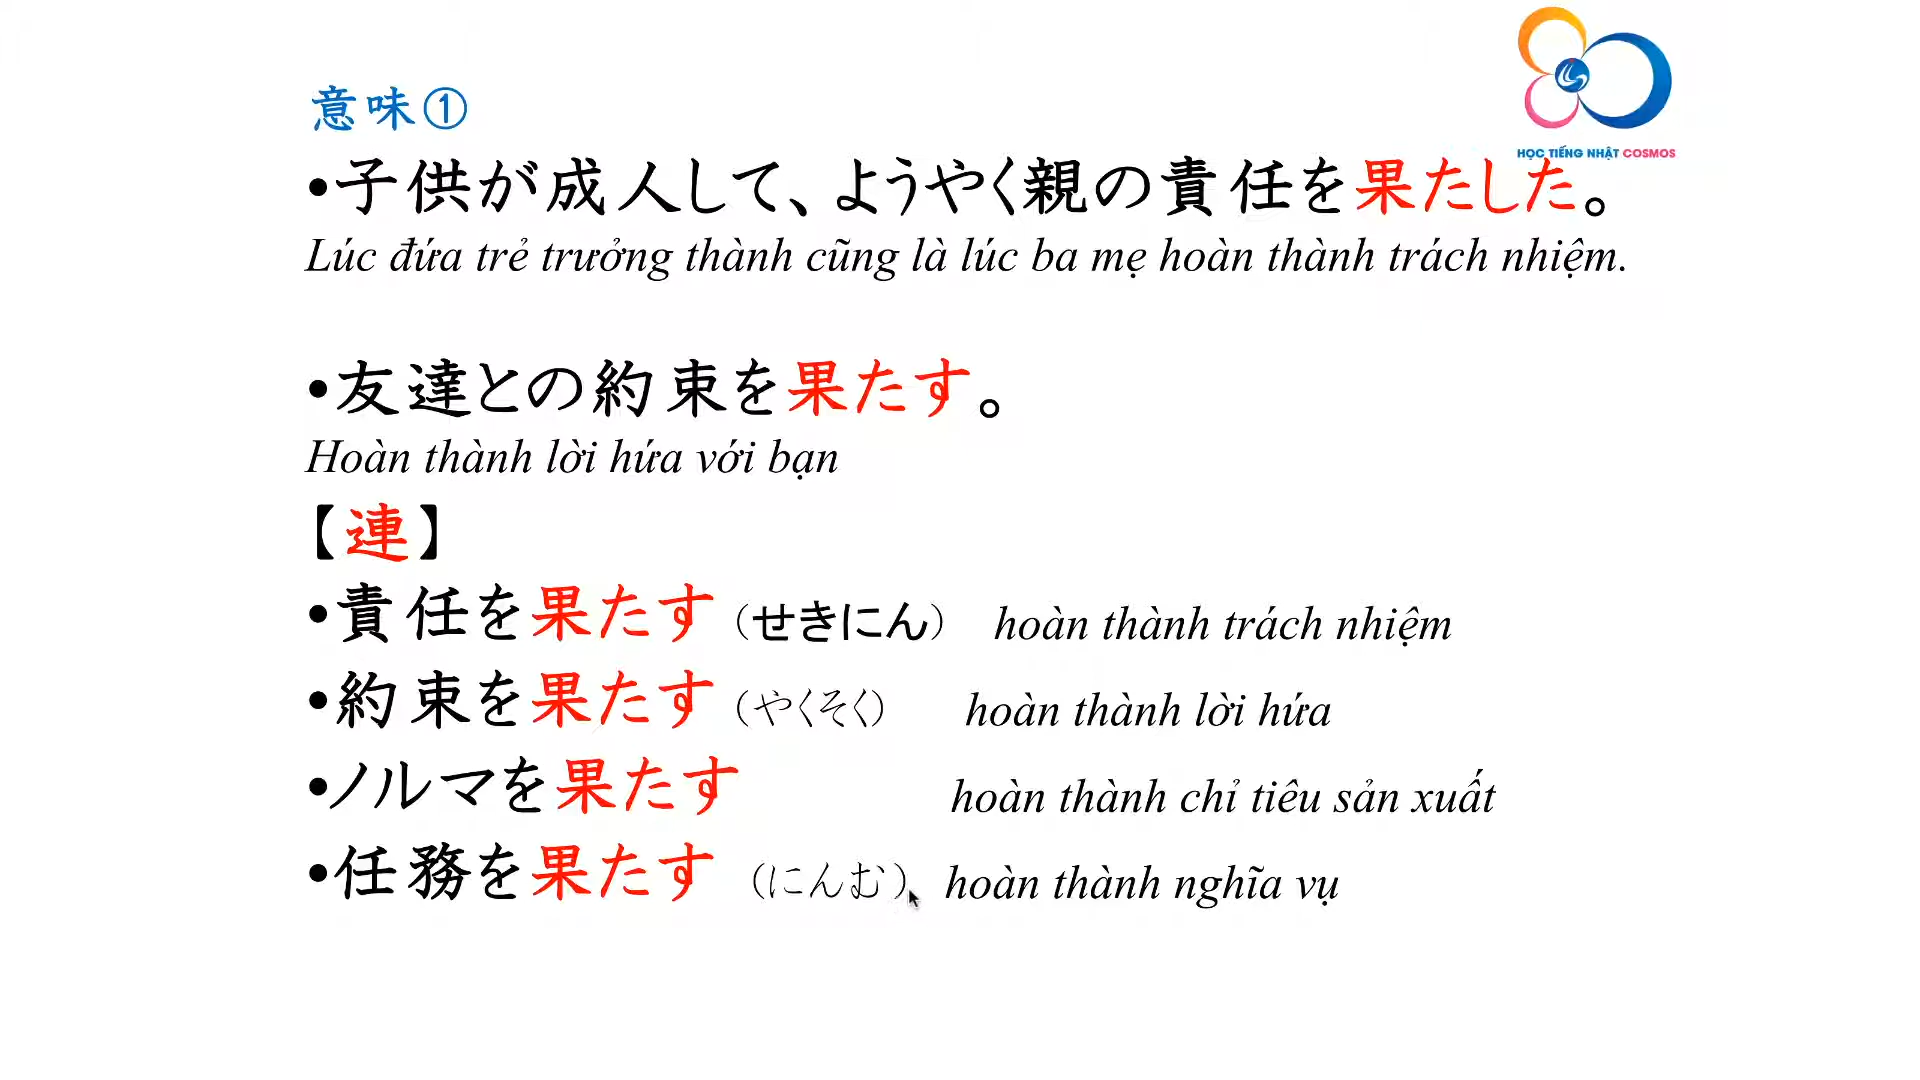 HỌC TIẾNG NHẬT COSMOS
意味①
•子供が成人して、ようやく親の責任を果たした。
Lúc đứa trẻ trưởng thành cũng là lúc ba mẹ hoàn thành trách nhiệm.
•友達との約束を果たす。
Hoàn thành lời hứa với bạn
【連】
•責任を果たす（せきにん） hoàn thành trách nhiệm
•約束を果たす（やくそく） hoàn thành lời hứa
•ノルマを果たす hoàn thành chỉ tiêu sản xuất
•任務を果たす（にんむ） hoàn thành nghĩa vụ